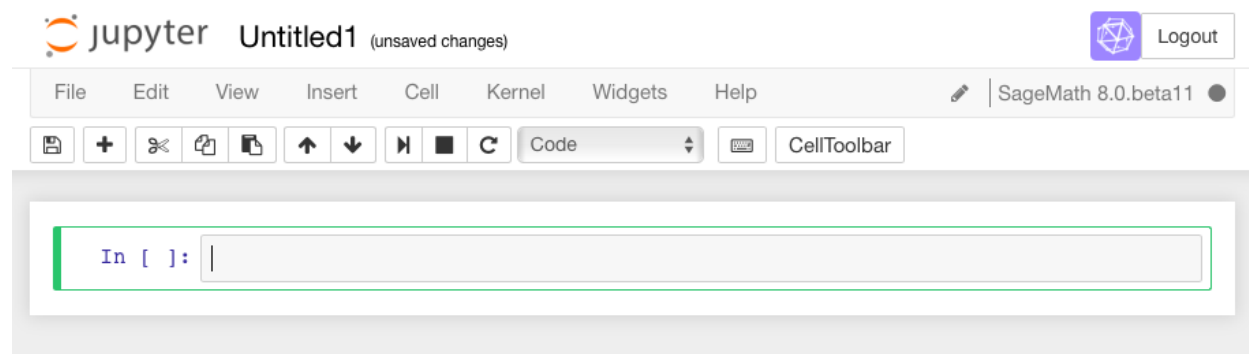 jupyter Untitled1 (unsaved changes) Logout
File Edit View Insert Cell Kernel Widgets Help SageMath 8.0.beta11
Code CellToolbar
In [ ]: